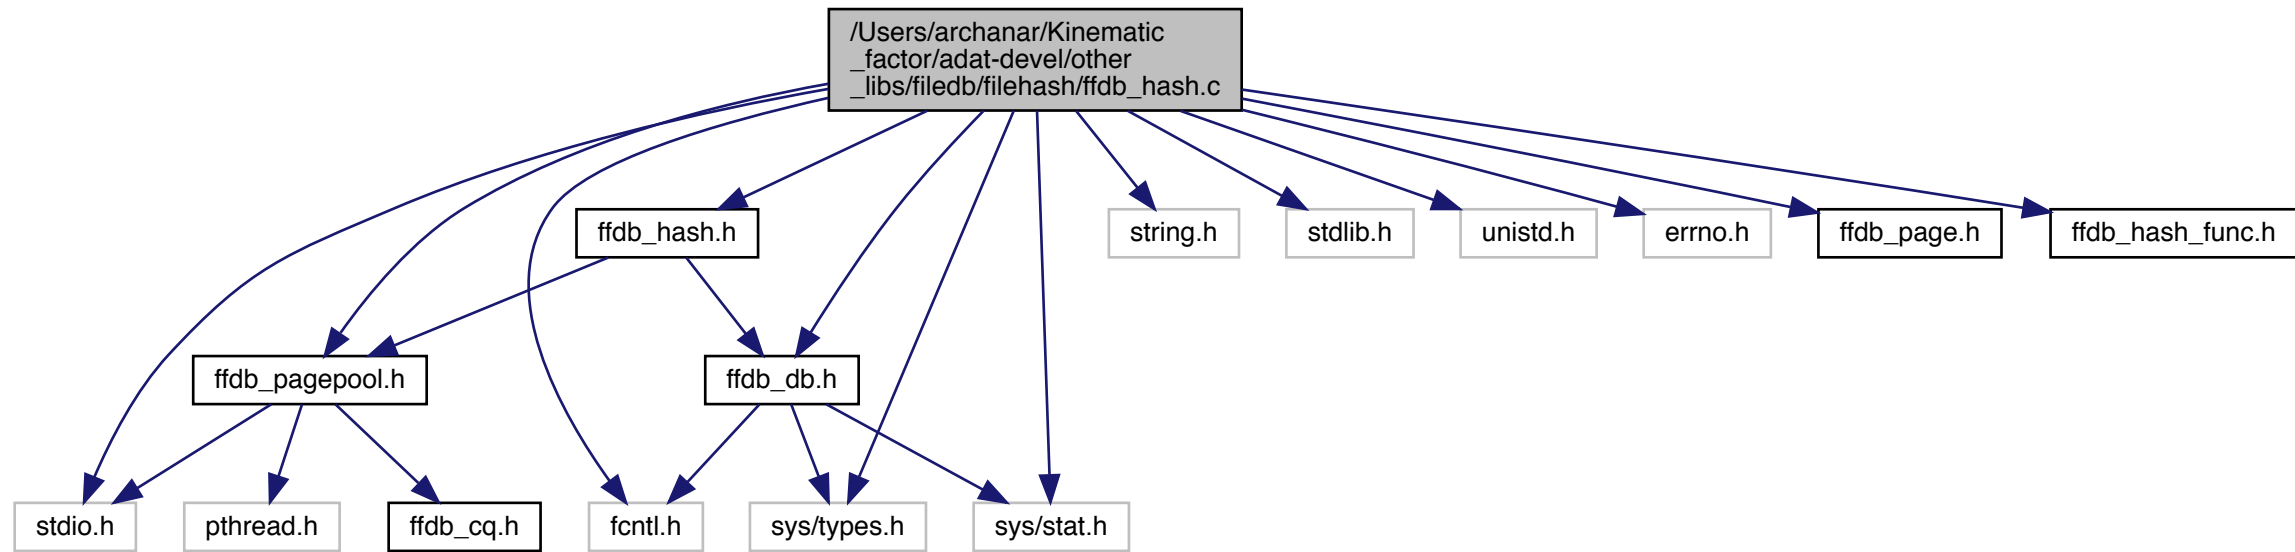 /Users/archanar/Kinematic
_factor/adat-devel/other
_libs/filedb/filehash/ffdb_hash.c
ffdb_hash.h
string.h
stdlib.h
unistd.h
errno.h
ffdb_page.h
ffdb_hash_func.h
ffdb_pagepool.h
ffdb_db.h
stdio.h
pthread.h
ffdb_cq.h
fcntl.h
sys/types.h
sys/stat.h